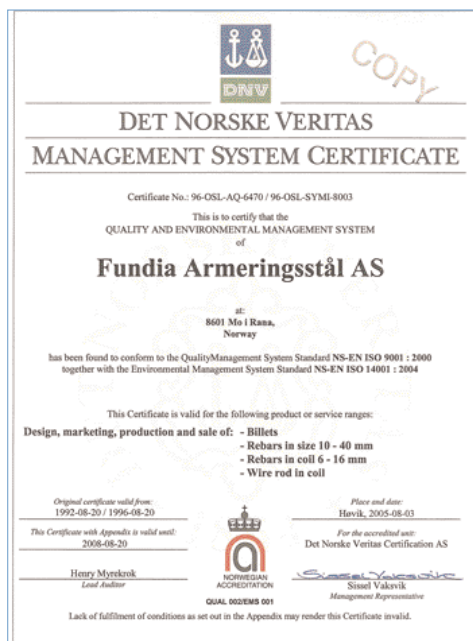 COPY
DNV
DET NORSKE VERITAS
MANAGEMENT SYSTEM CERTIFICATE
Certificate No.: 96-OSL-AQ-6470 / 96-OSL-SYMI-8003
This is to certify that the
QUALITY AND ENVIRONMENTAL MANAGEMENT SYSTEM
of
Fundia Armeringsstål AS
at:
8601 Mo i Rana,
Norway
has been found to conform to the QualityManagement System Standard NS-EN ISO 9001 : 2000
together with the Environmental Management System Standard NS-EN ISO 14001 : 2004
This Certificate is valid for the following product or service ranges:
Design, marketing, production and sale of: - Billets
- Rebars in size 10 - 40 mm
- Rebars in coil 6 - 16 mm
- Wire rod in coil
Original certificate valid from:
1992-08-20 / 1996-08-20
This Certificate with Appendix is valid until:
2008-08-20
Henry Myrekrok
Lead Auditor
NORWEGIAN
ACCREDITATION
QUAL 002/EMS 001
Place and date:
Høvik, 2005-08-03
For the accredited unit:
Det Norske Veritas Certification AS
Sissel Vaksvik
Sissel Vaksvik
Management Representative
Lack of fulfilment of conditions as set out in the Appendix may render this Certificate invalid.